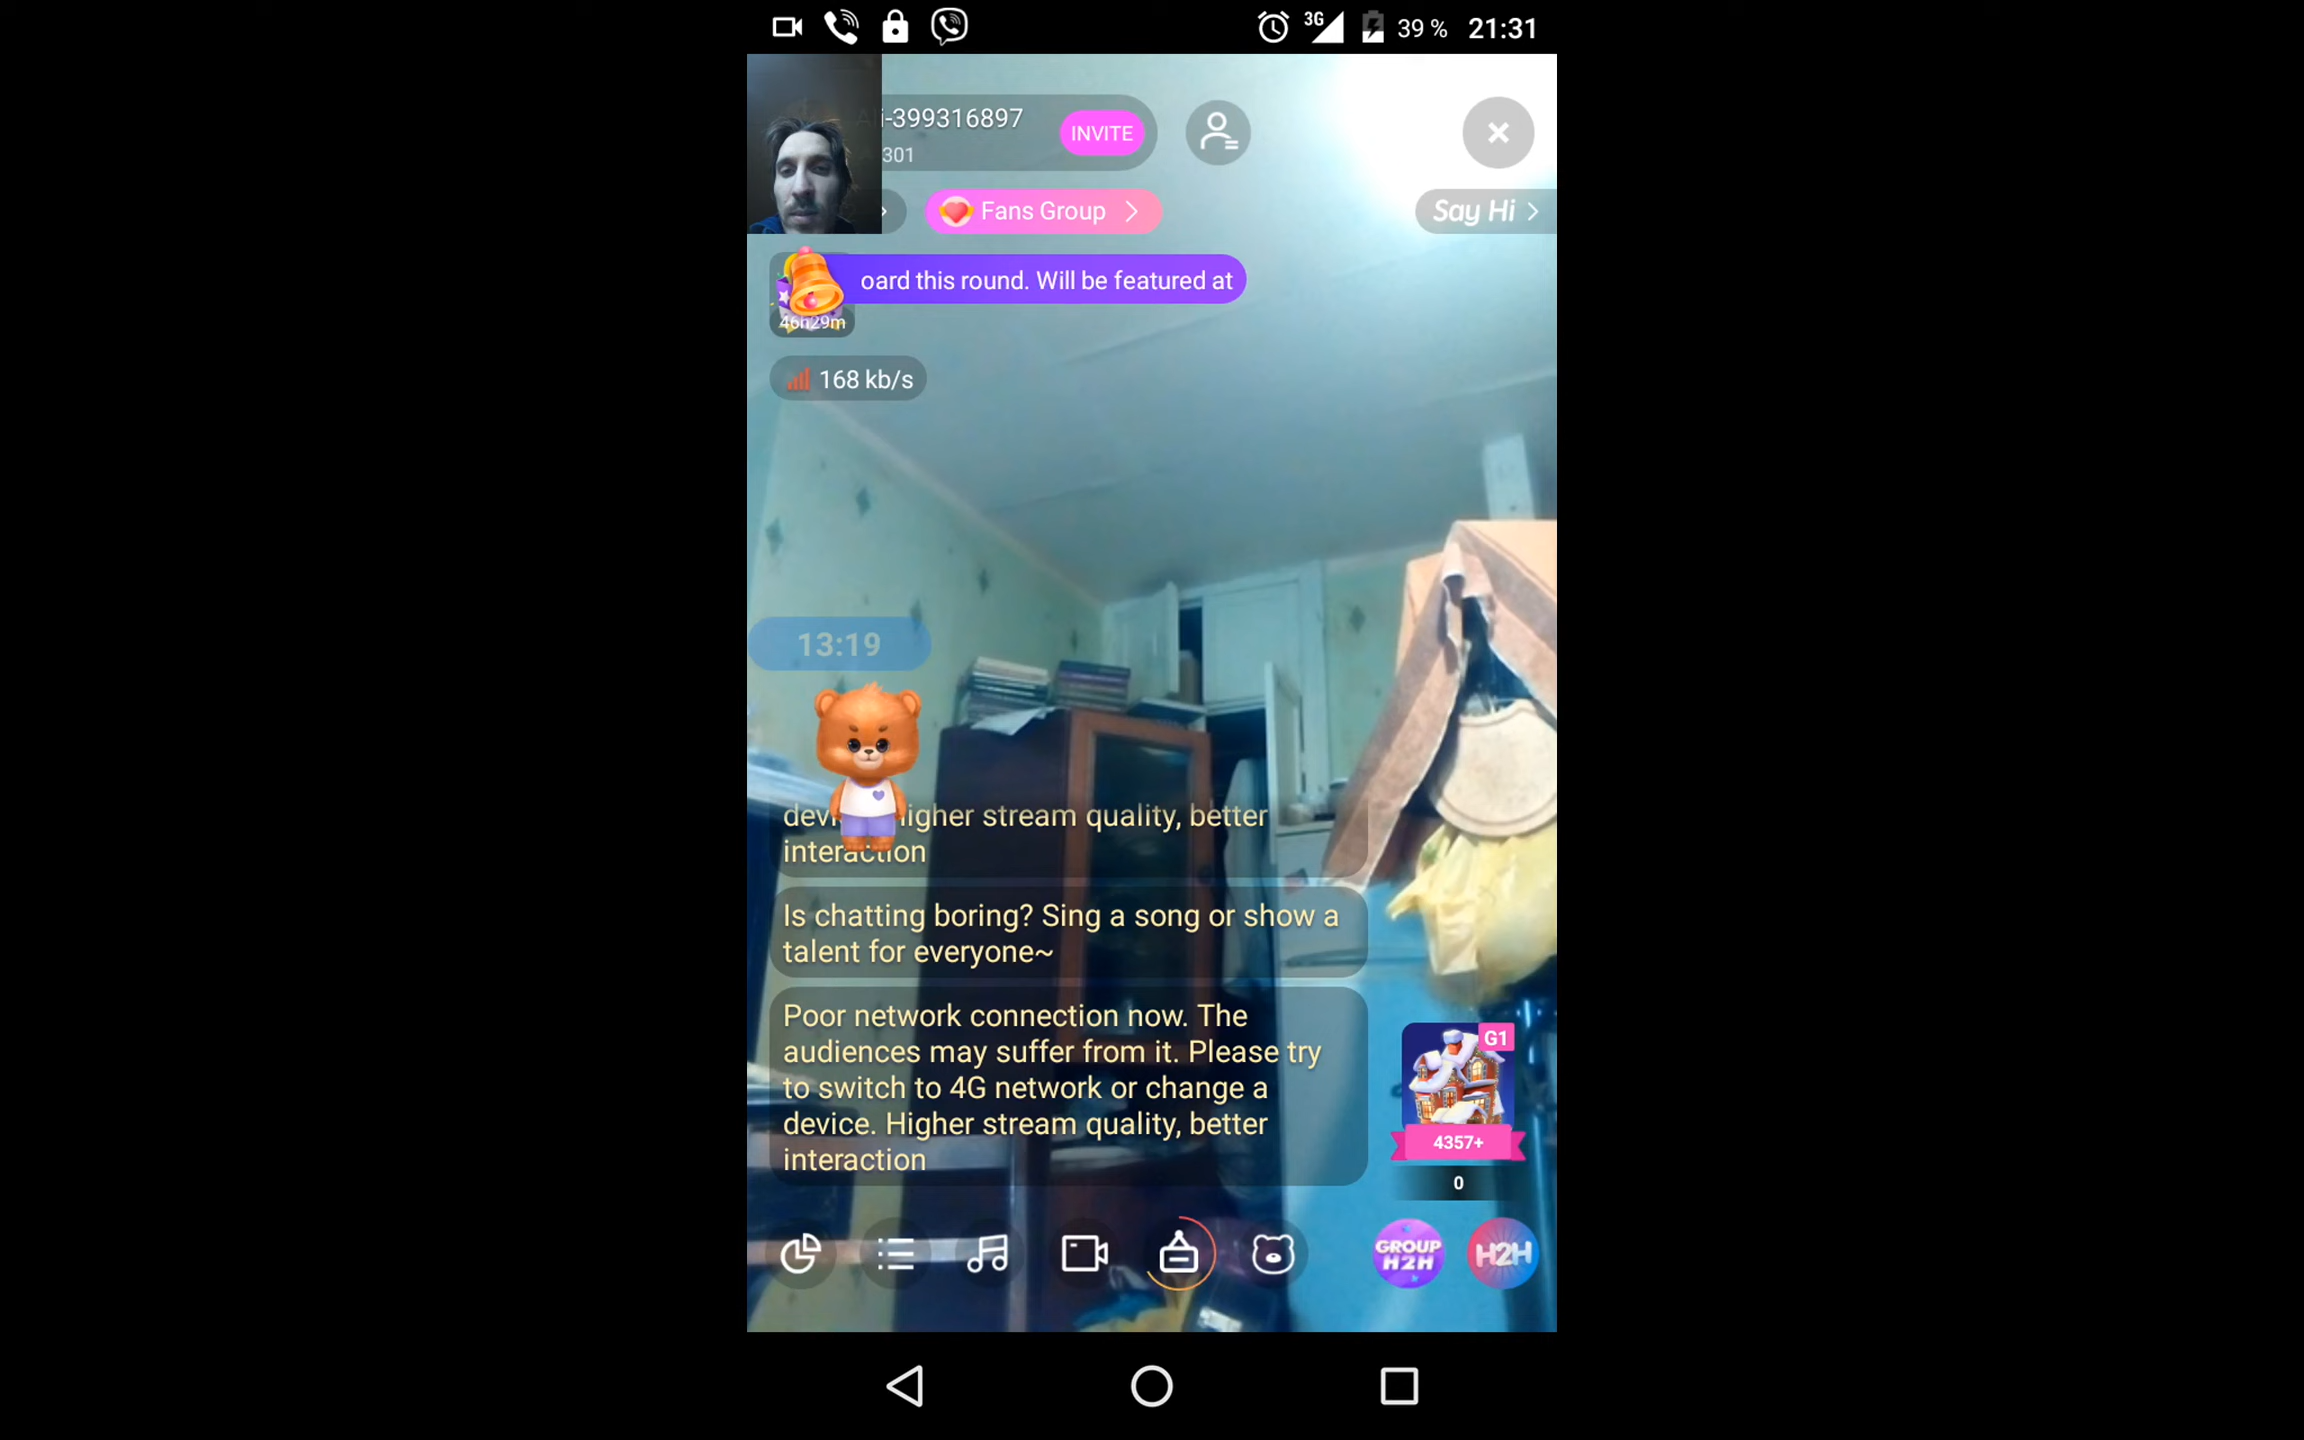 3G 39 % 21:31
i-399316897
INVITE
301
Fans Group
Say Hi
oard this round. Will be featured at
46h29m
168 kb/s
13:19
igher stream quality, better
interaction
Is chatting boring? Sing a song or show a
talent for everyone~
Poor network connection now. The
audiences may suffer from it. Please try
to switch to 4G network or change a
device. Higher stream quality, better
interaction
G1
4357+
0
GROUP
H2H
H2H